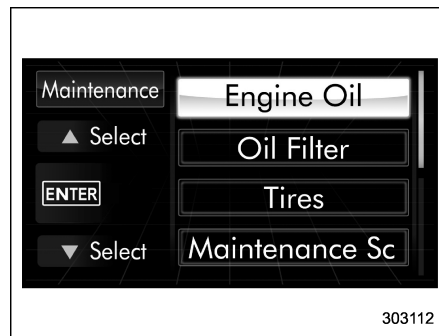 Maintenance
Engine Oil
▲ Select
Oil Filter
ENTER
Tires
▼ Select
Maintenance Sc
303112